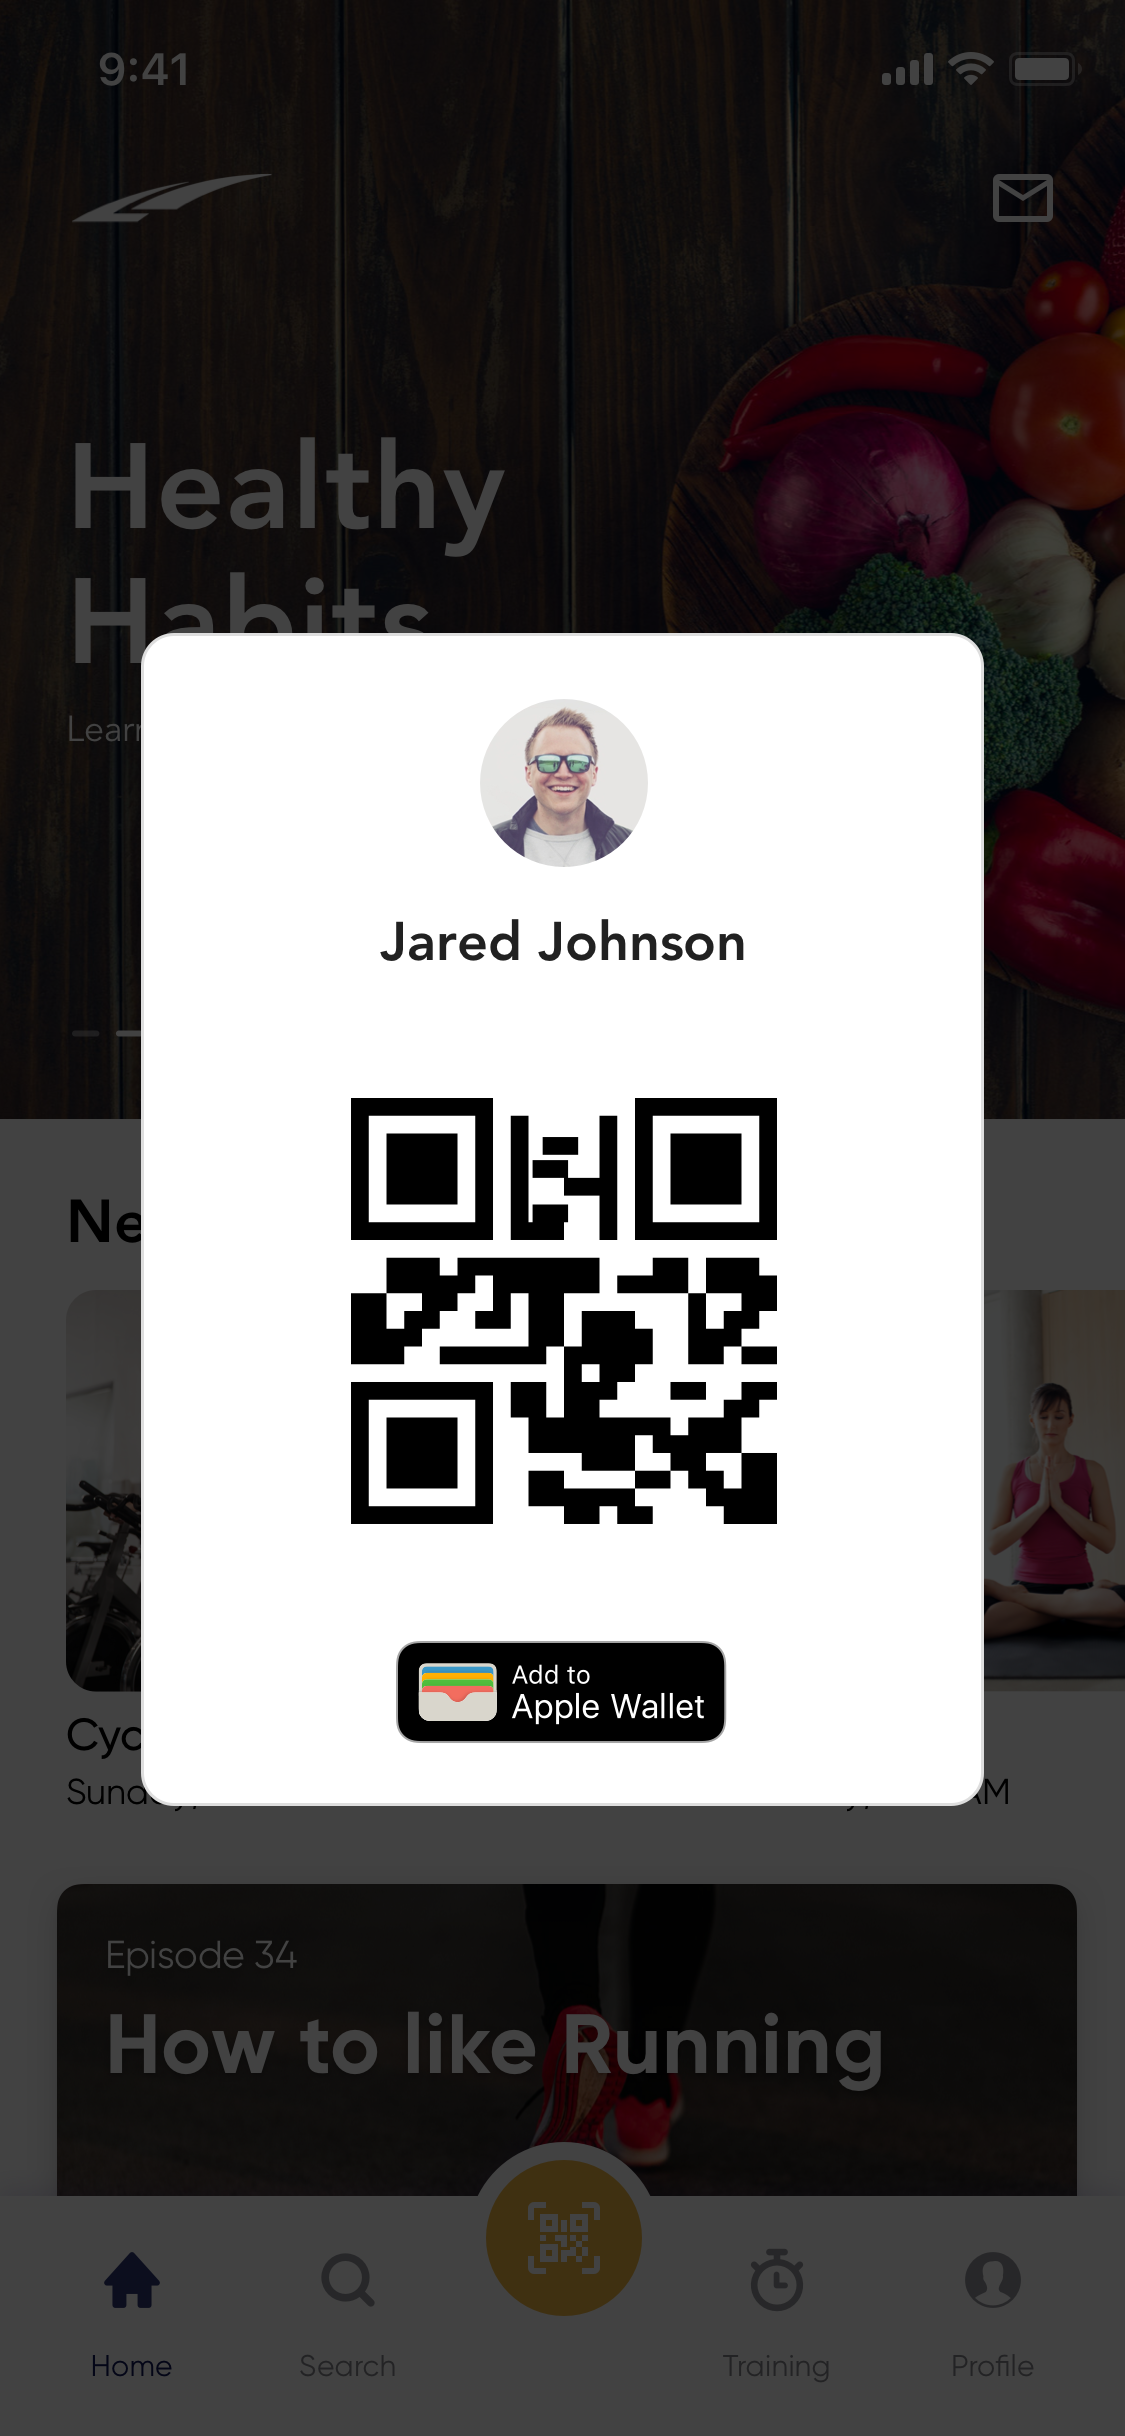 9:41
Healthy
Habits
Jared Johnson
Add to
Apple Wallet
Episode 34
How to like Running
Home
Search
Training
Profile